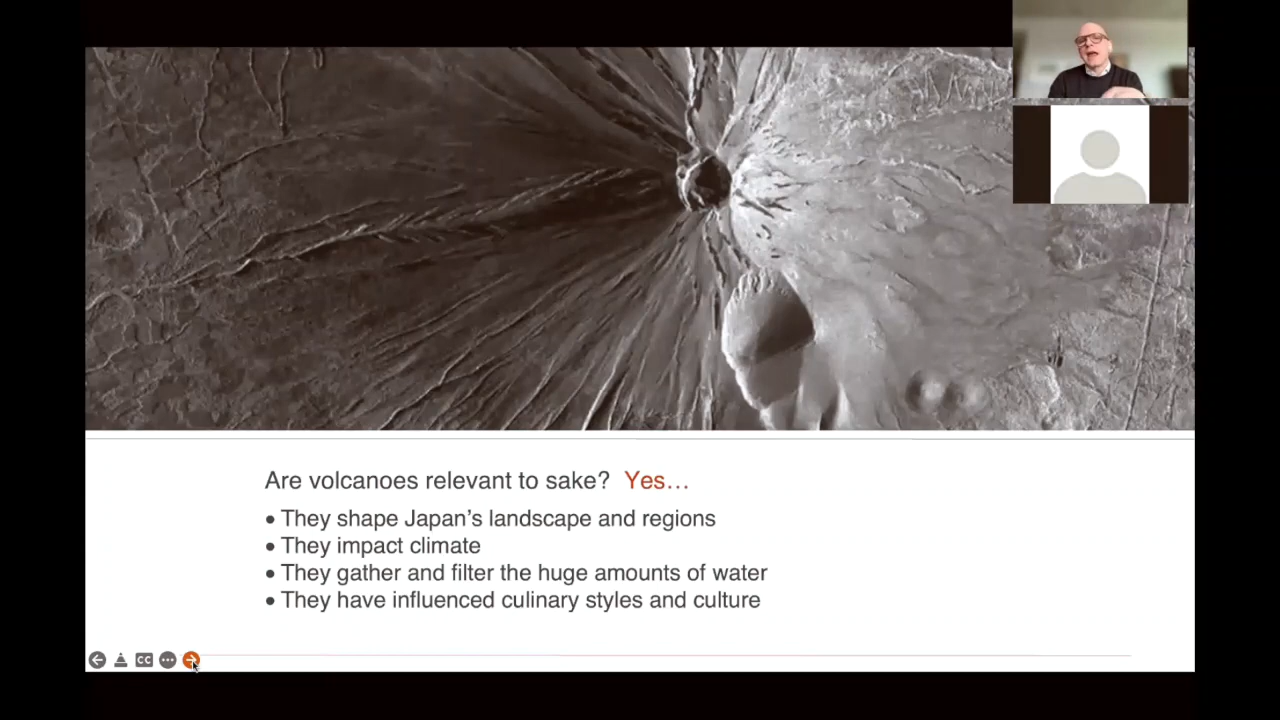 Are volcanoes relevant to sake? Yes…
• They shape Japan’s landscape and regions
• They impact climate
• They gather and filter the huge amounts of water
• They have influenced culinary styles and culture
CC